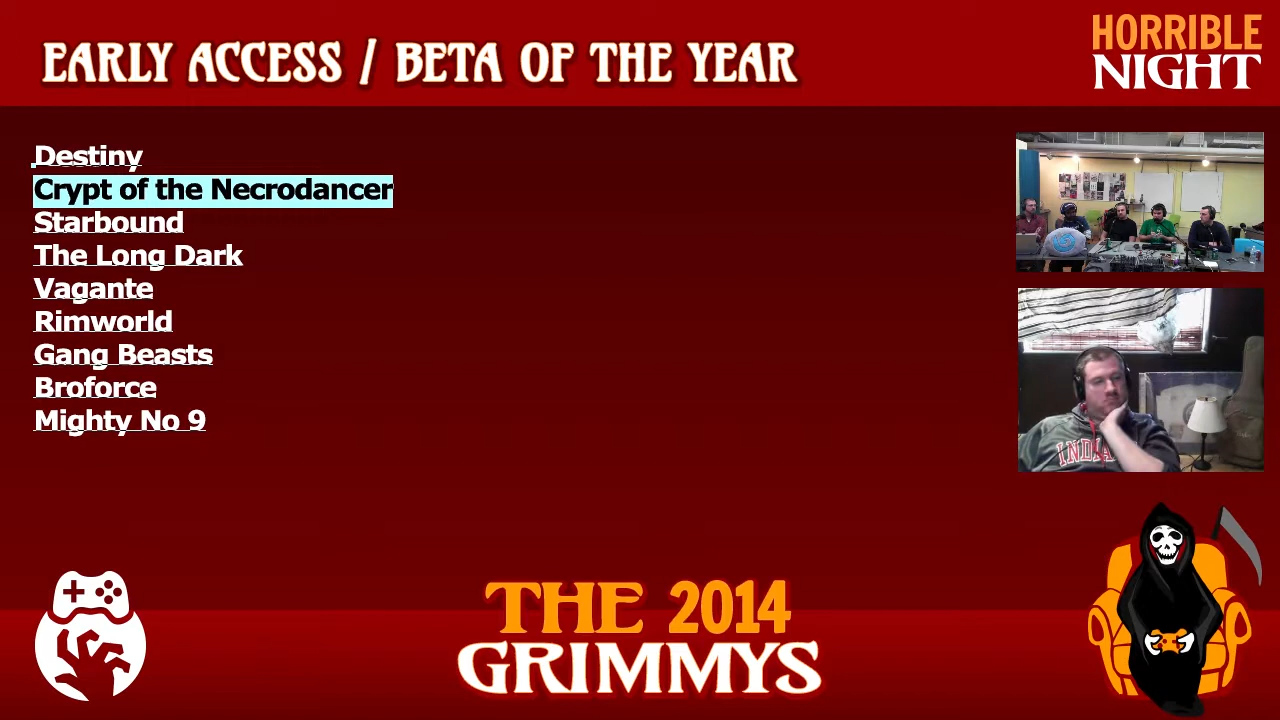 EARLY ACCESS / BETA OF THE YEAR
HORRIBLE
NIGHT
Destiny
Crypt of the Necrodancer
Starbound
The Long Dark
Vagante
Rimworld
Gang Beasts
Broforce
Mighty No 9
THE 2014
GRIMMYS